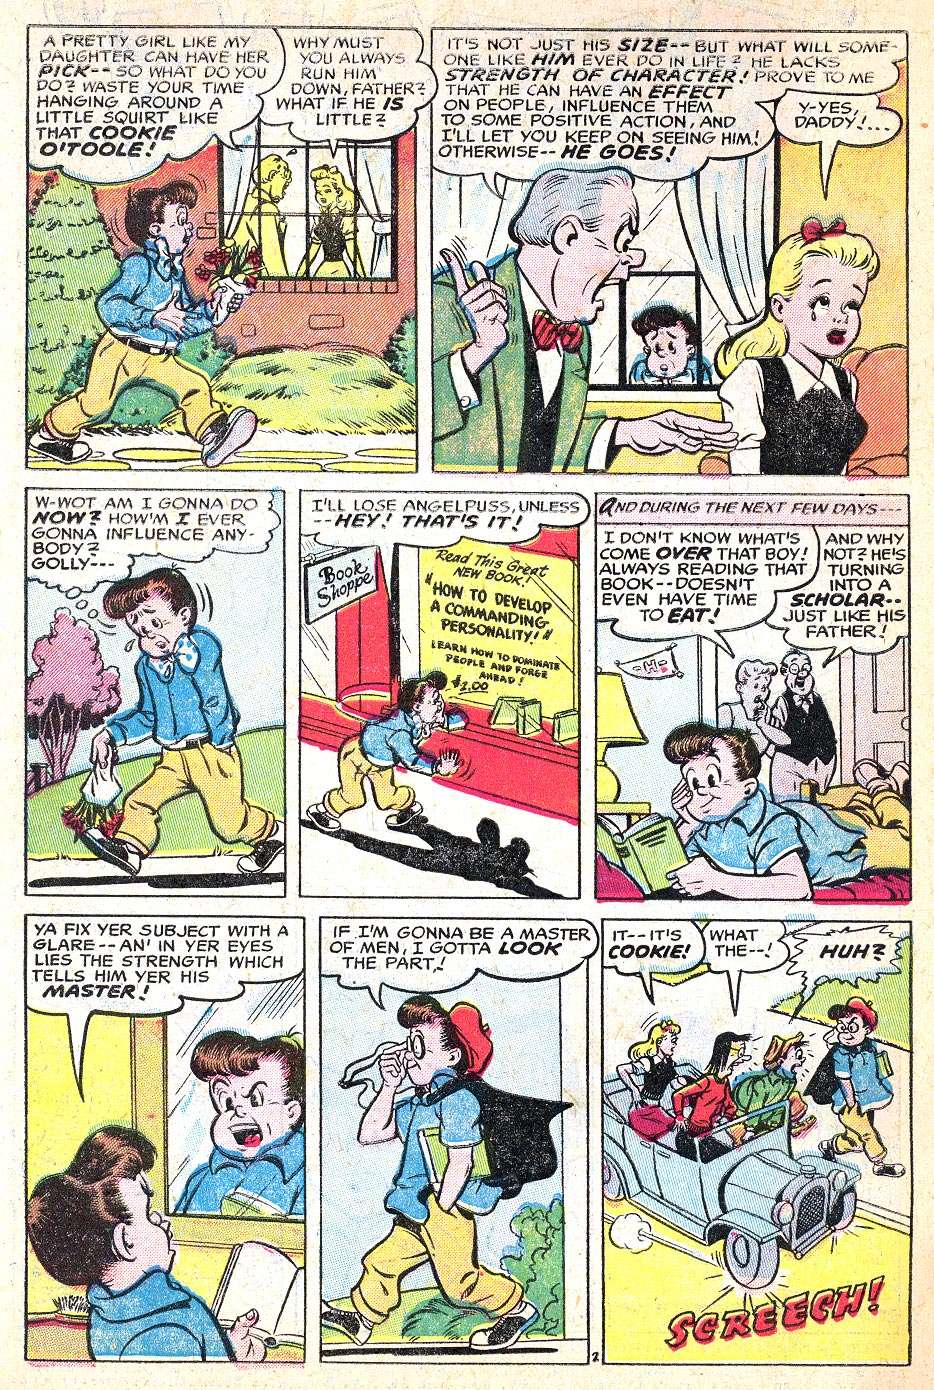 A PRETTY GIRL LIKE MY
DAUGHTER CAN HAVE HER
PICK-- SO WHAT DO YOU
DO? WASTE YOUR TIME
HANGING AROUND A
LITTLE SQUIRT LIKE
THAT COOKIE
O'TOOLE!
WHY MUST
YOU ALWAYS
RUN HIM
DOWN, FATHER?
WHAT IF HE IS
LITTLE?
IT'S NOT JUST HIS SIZE-- BUT WHAT WILL SOME-
ONE LIKE HIM EVER DO IN LIFE? HE LACKS
STRENGTH OF CHARACTER! PROVE TO ME
THAT HE CAN HAVE AN EFFECT
ON PEOPLE, INFLUENCE THEM
TO SOME POSITIVE ACTION, AND
I'LL LET YOU KEEP ON SEEING HIM!
OTHERWISE-- HE GOES!
Y-YES,
DADDY!...
W-WOT AM I GONNA DO
NOW? HOW'M I EVER
GONNA INFLUENCE ANY-
BODY?
GOLLY---
I'LL LOSE ANGELPUSS, UNLESS
--HEY! THAT'S IT!
Book
Shoppe
Read This Great
NEW BOOK!
"HOW TO DEVELOP
A COMMANDING
PERSONALITY!"
LEARN HOW TO DOMINATE
PEOPLE AND FORGE
AHEAD!
$2.00
AND DURING THE NEXT FEW DAYS---
I DON'T KNOW WHAT'S
COME OVER THAT BOY!
ALWAYS READING THAT
BOOK-- DOESN'T
EVEN HAVE TIME
TO EAT!
AND WHY
NOT? HE'S
TURNING
INTO A
SCHOLAR--
JUST LIKE HIS
FATHER!
-H-
YA FIX YER SUBJECT WITH A
GLARE-- AN' IN YER EYES
LIES THE STRENGTH WHICH
TELLS HIM YER HIS
MASTER!
IF I'M GONNA BE A MASTER
OF MEN, I GOTTA LOOK
THE PART!
2
IT-- IT'S
COOKIE!
WHAT
THE--!
HUH?
SCREECH!